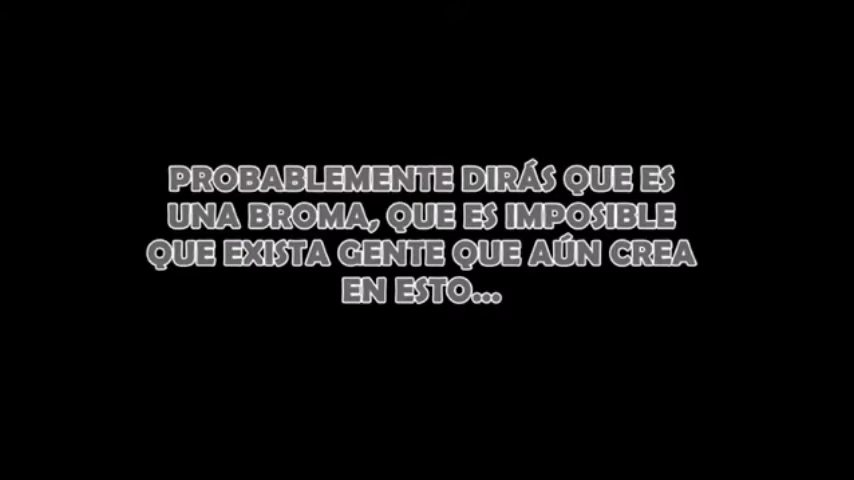 PROBABLEMENTE DIRÁS QUE ES
UNA BROMA, QUE ES IMPOSIBLE
QUE EXISTA GENTE QUE AÚN CREA
EN ESTO...